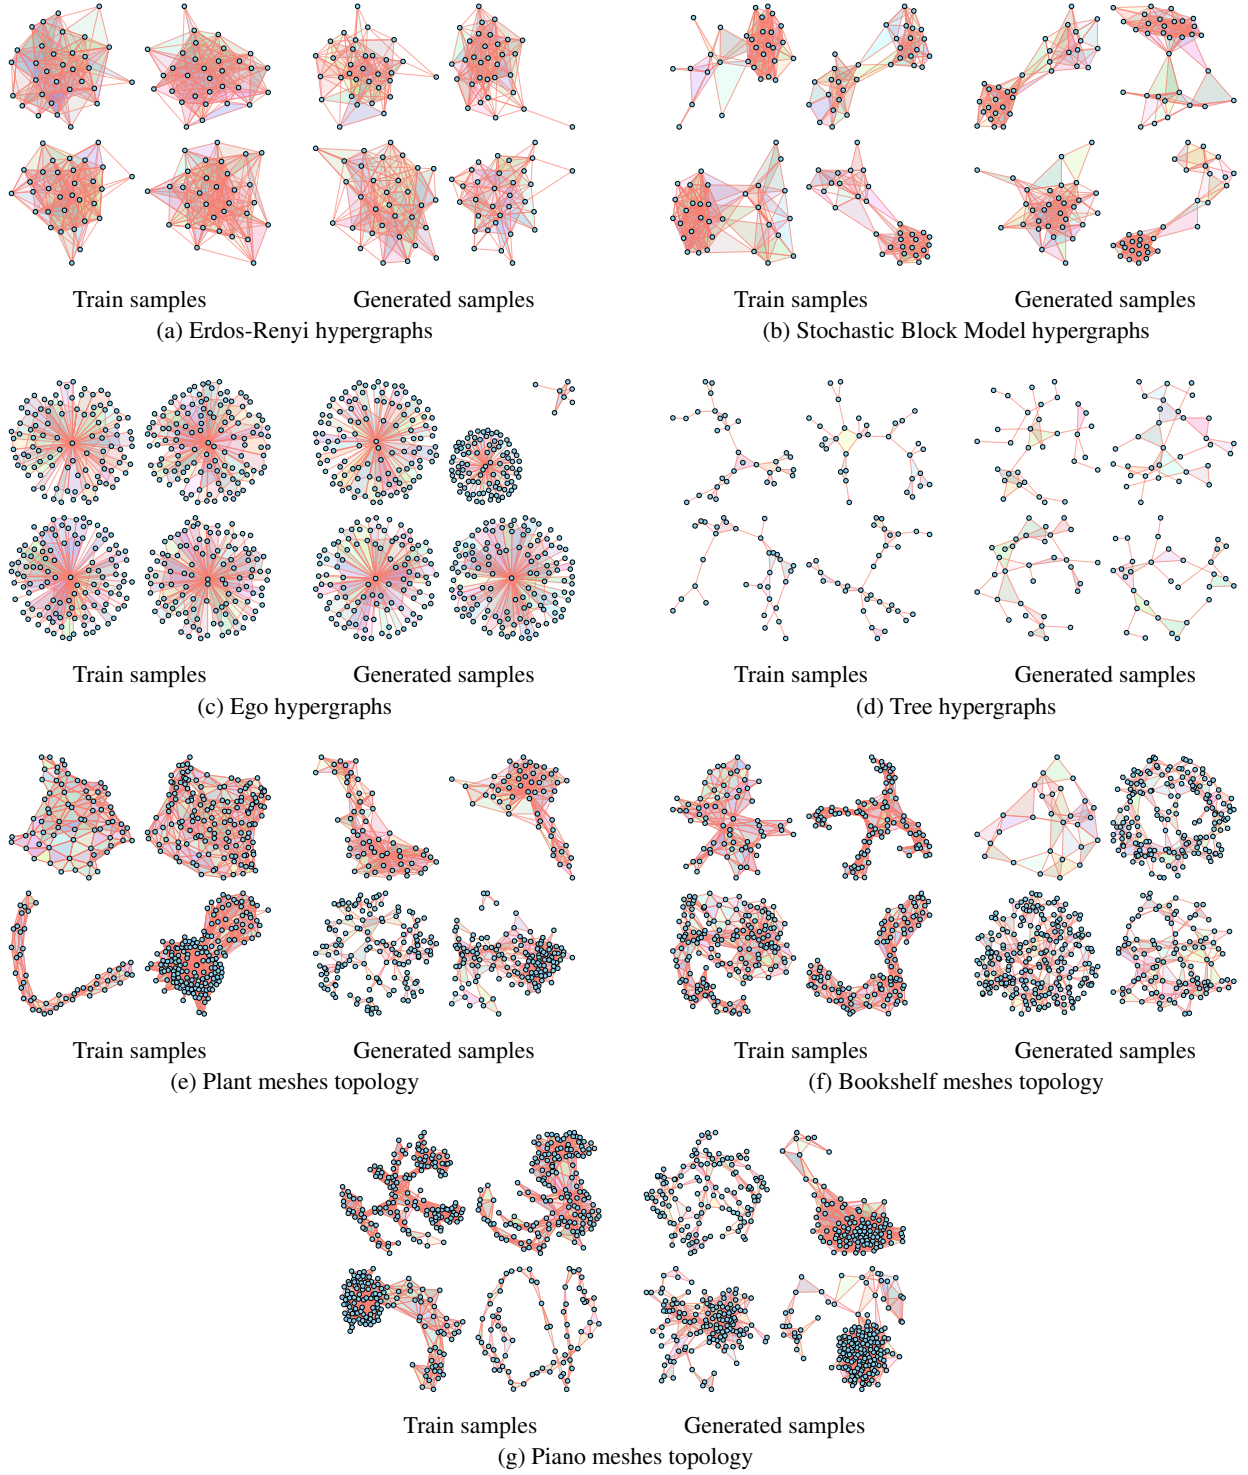 Train samples
Generated samples
(a) Erdos-Renyi hypergraphs
Train samples
Generated samples
(b) Stochastic Block Model hypergraphs
Train samples
Generated samples
(c) Ego hypergraphs
Train samples
Generated samples
(d) Tree hypergraphs
Train samples
Generated samples
(e) Plant meshes topology
Train samples
Generated samples
(f) Bookshelf meshes topology
Train samples
Generated samples
(g) Piano meshes topology